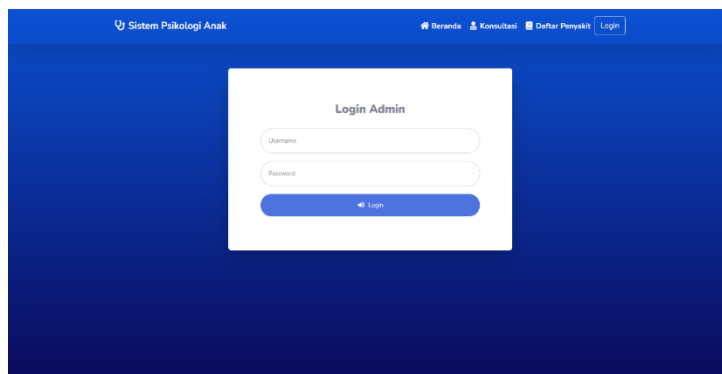 Sistem Psikologi Anak
Beranda Konsultasi Daftar Penyakit Login
Login Admin
Username
Password
Login